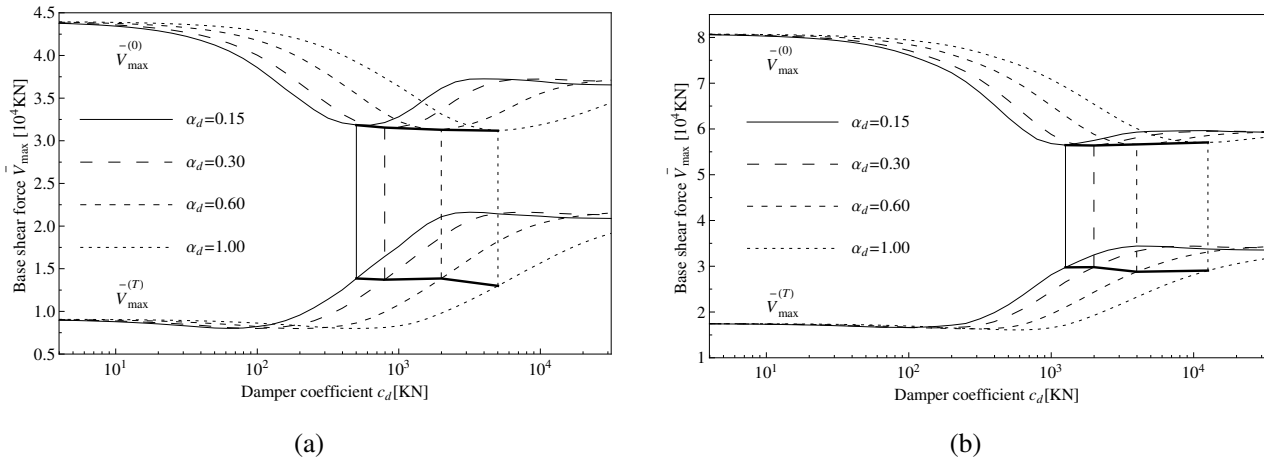 4.5
4.0
3.5
3.0
2.5
2.0
1.5
1.0
0.5
Base shear force V̄max [10⁴KN]
V̄max⁻⁽⁰⁾
αd=0.15
αd=0.30
αd=0.60
αd=1.00
V̄max⁻⁽ᵀ⁾
10¹ 10² 10³ 10⁴
Damper coefficient cd[KN]
(a)
8
7
6
5
4
3
2
1
Base shear force V̄max [10⁴KN]
V̄max⁻⁽⁰⁾
αd=0.15
αd=0.30
αd=0.60
αd=1.00
V̄max⁻⁽ᵀ⁾
10¹ 10² 10³ 10⁴
Damper coefficient cd[KN]
(b)